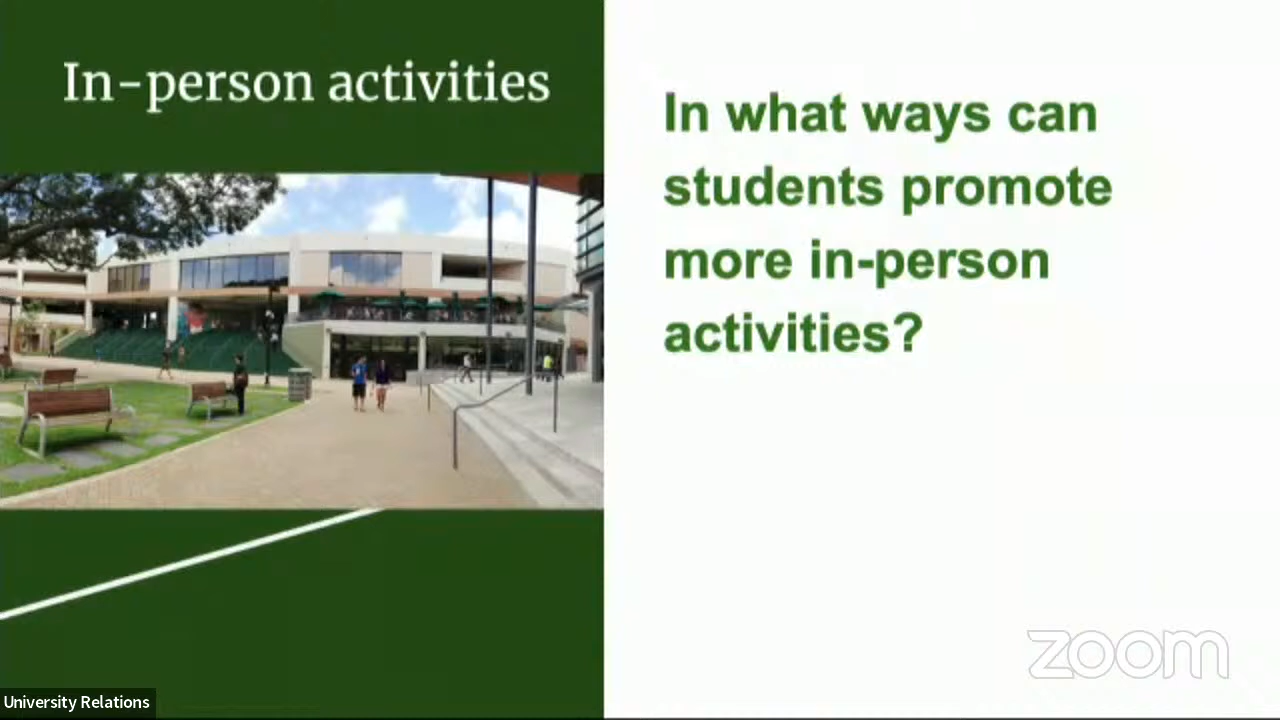 In-person activities
In what ways can
students promote
more in-person
activities?
zoom
University Relations